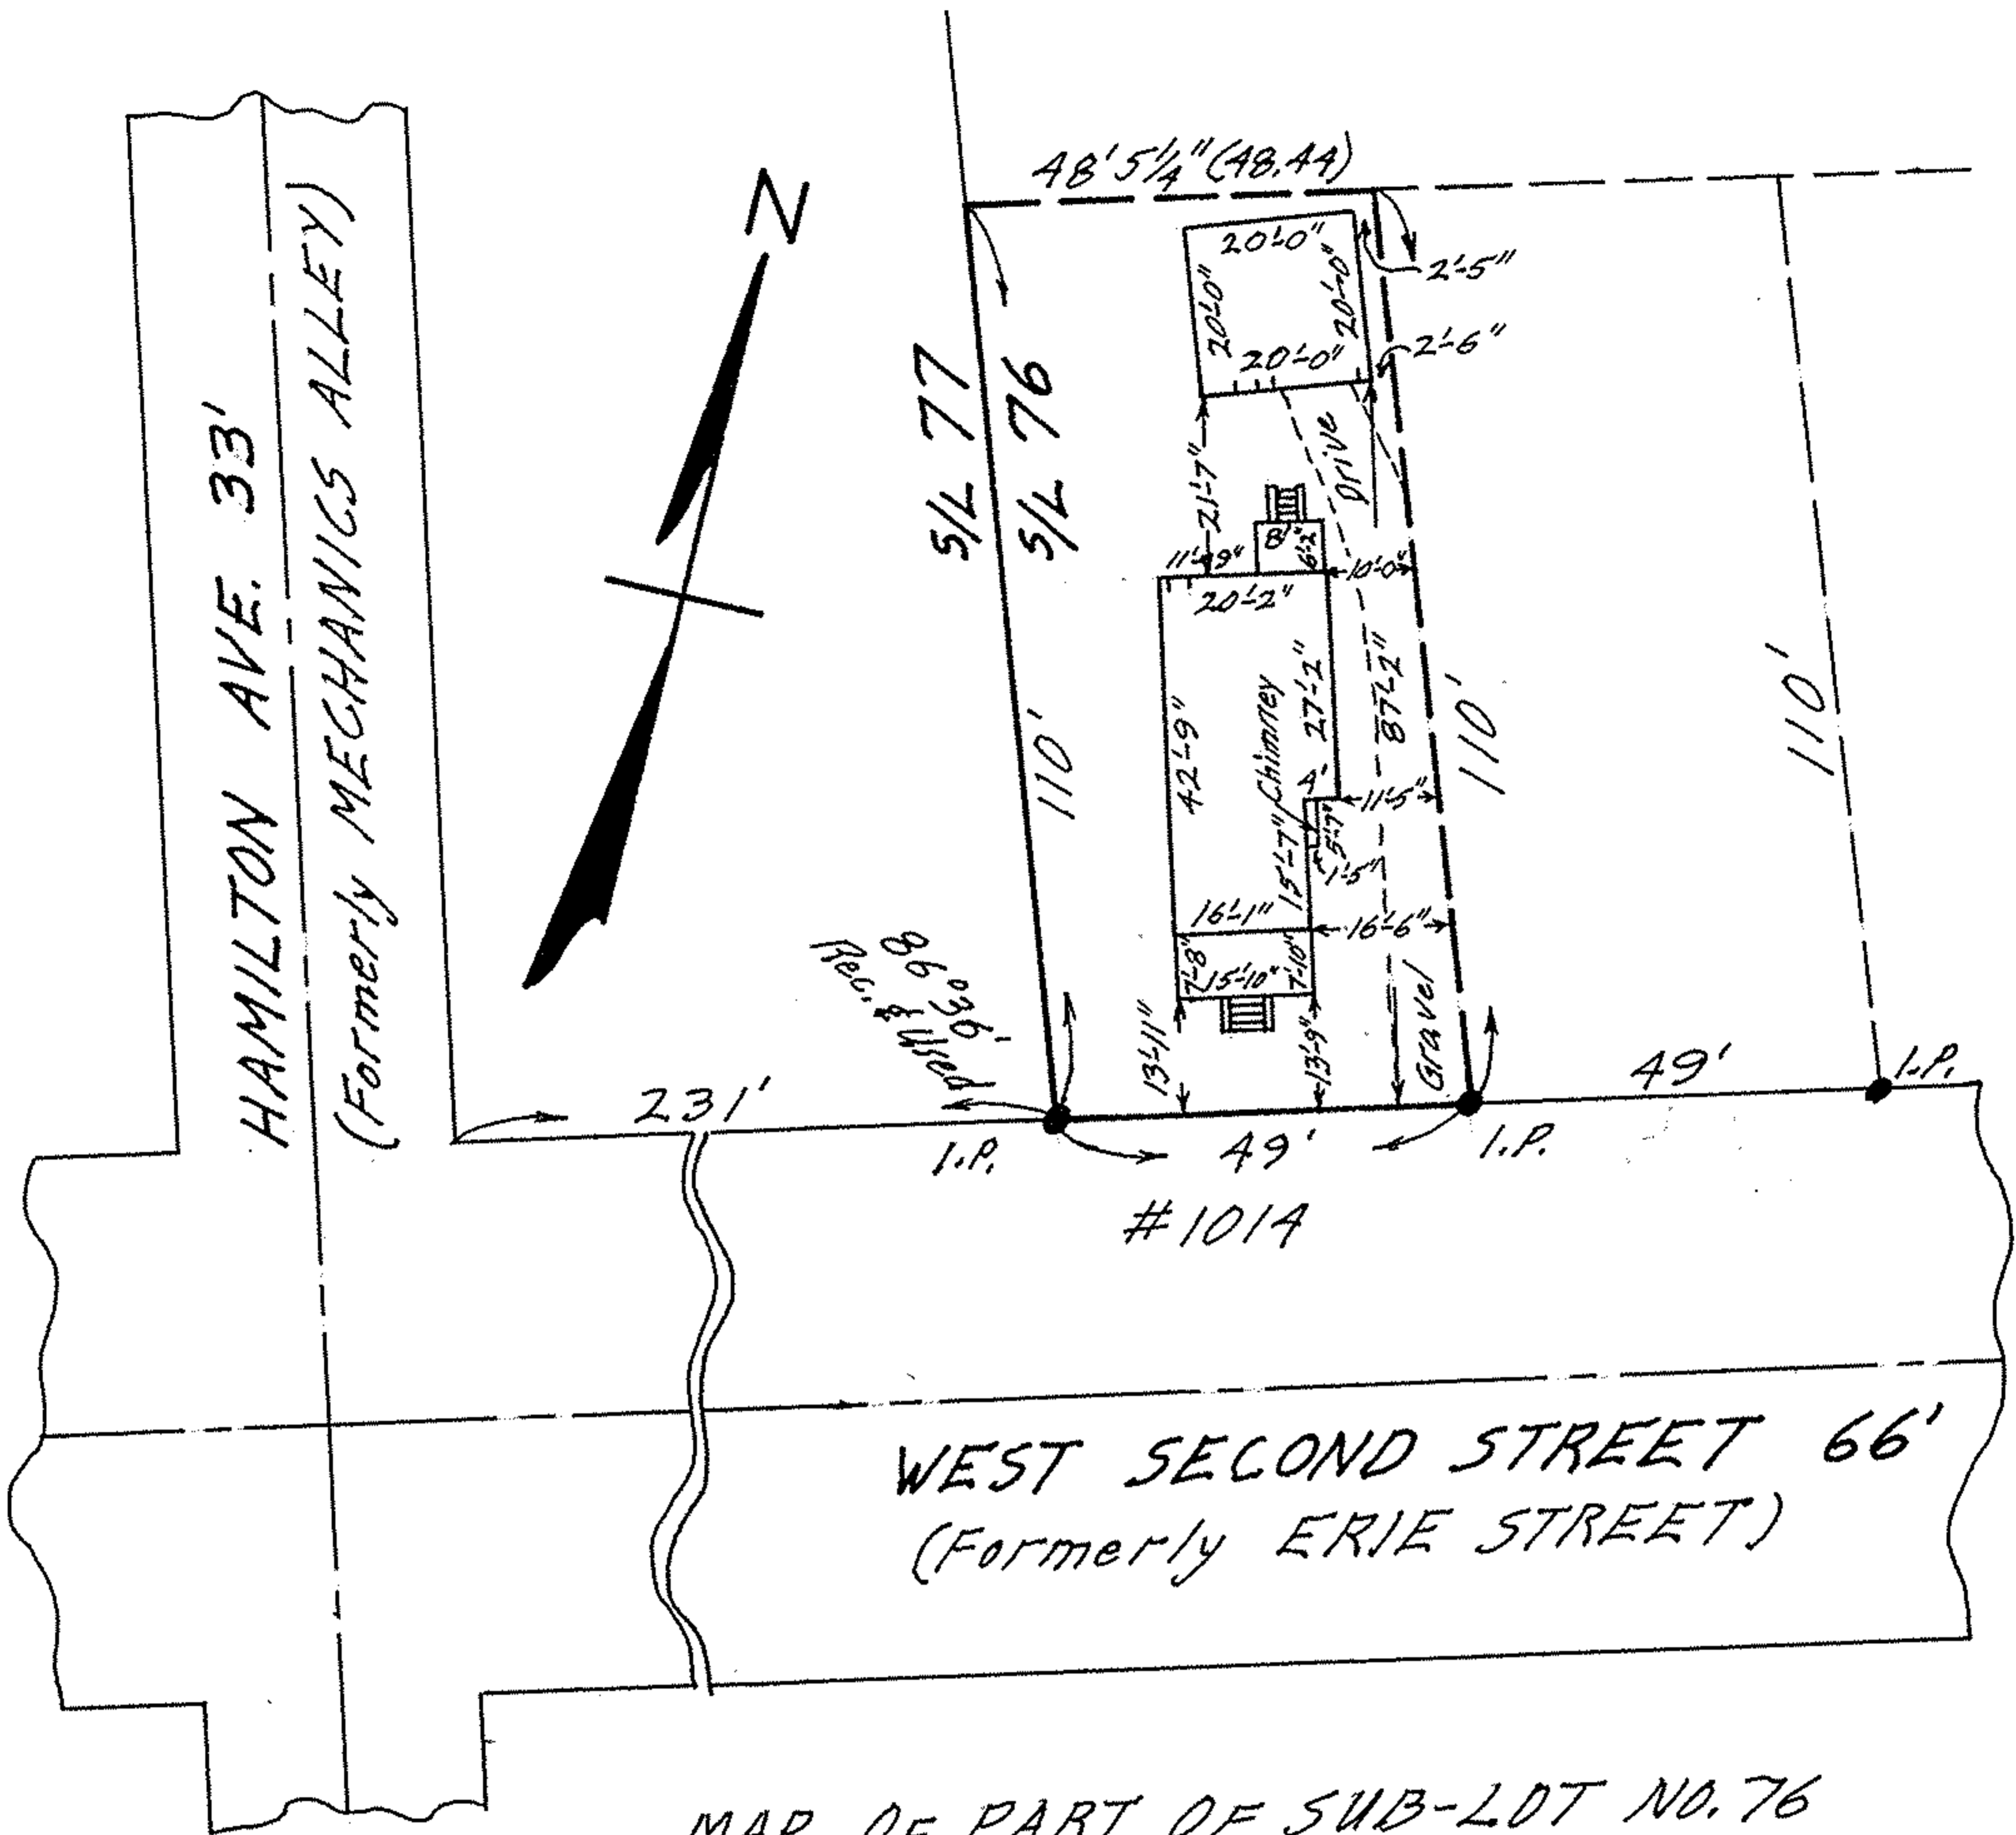 48' 5¼" (48.44)
N
20'-0"
20'-0"
20'-0"
20'-0"
2'-5"
2'-6"
S/L 77
S/L 76
HAMILTON AVE. 33'
(Formerly MECHANICS ALLEY)
21'-7"
Drive
8'
6'-2"
11'-9"
10'-0"
20'-2"
42'-9"
Chimney
27'-2"
87'-2"
110'
110'
110'
4'
11'-5"
15'-7"
5'-7"
1'-5"
16'-1"
16'-6"
7'-8"
15'-10"
7'-10"
13'-11"
13'-9"
Gravel
Rec.
& Used
86°36'
231'
49'
I.P.
I.P.
49'
I.P.
#1014
WEST SECOND STREET 66'
(Formerly ERIE STREET)
MAP OF PART OF SUB-LOT NO. 76